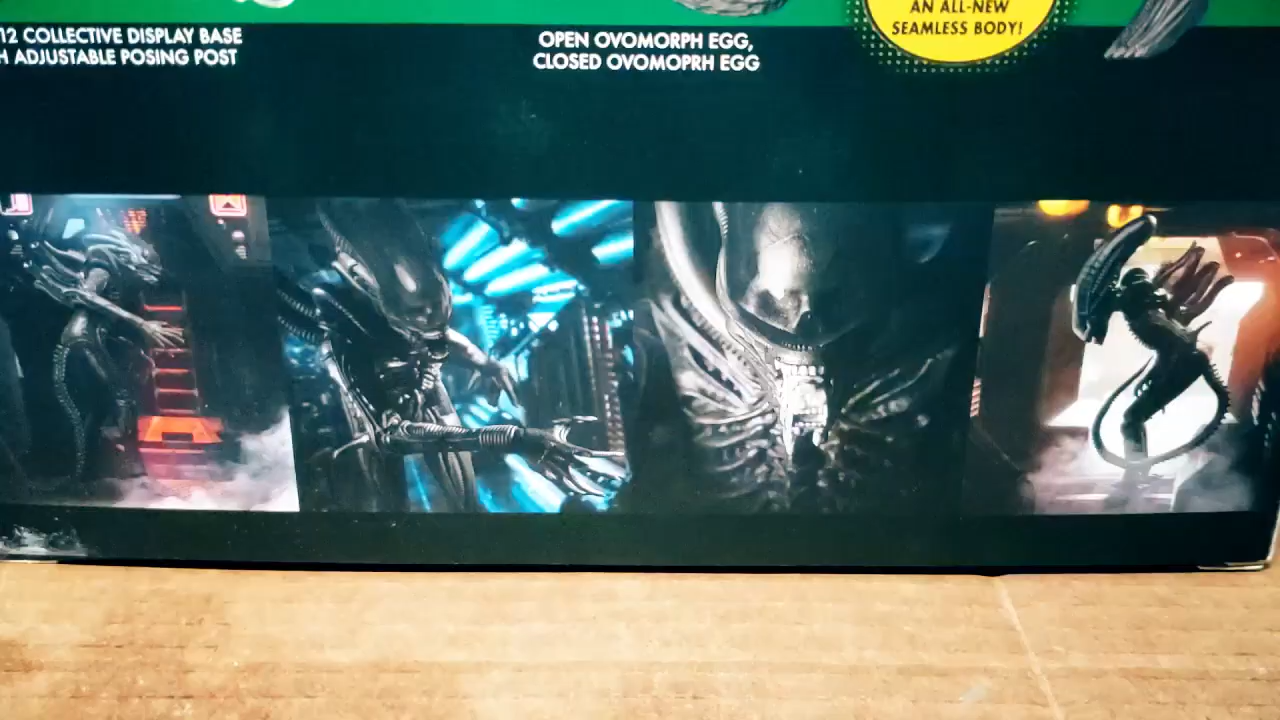 12 COLLECTIVE DISPLAY BASE
H ADJUSTABLE POSING POST
OPEN OVOMORPH EGG,
CLOSED OVOMOPRH EGG
AN ALL-NEW
SEAMLESS BODY!